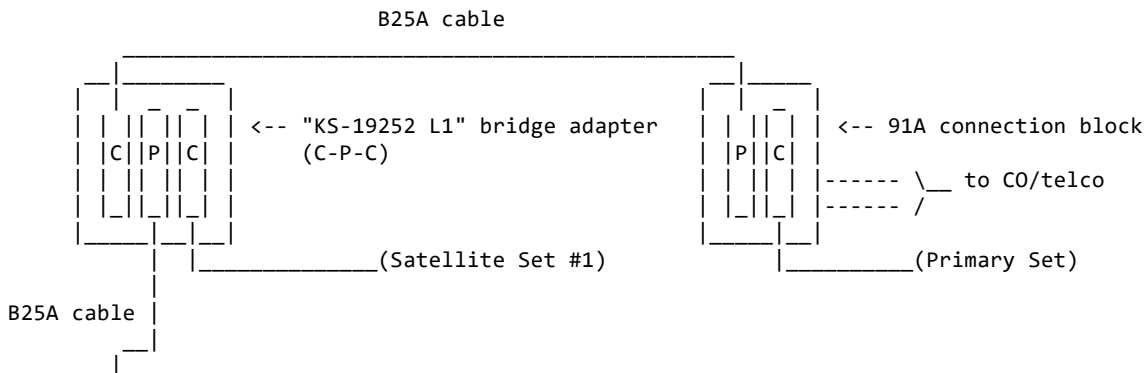 B25A cable
<-- "KS-19252 L1" bridge adapter
<-- 91A connection block
C P C
(C-P-C)
P C
\__ to CO/telco
/
(Satellite Set #1)
(Primary Set)
B25A cable